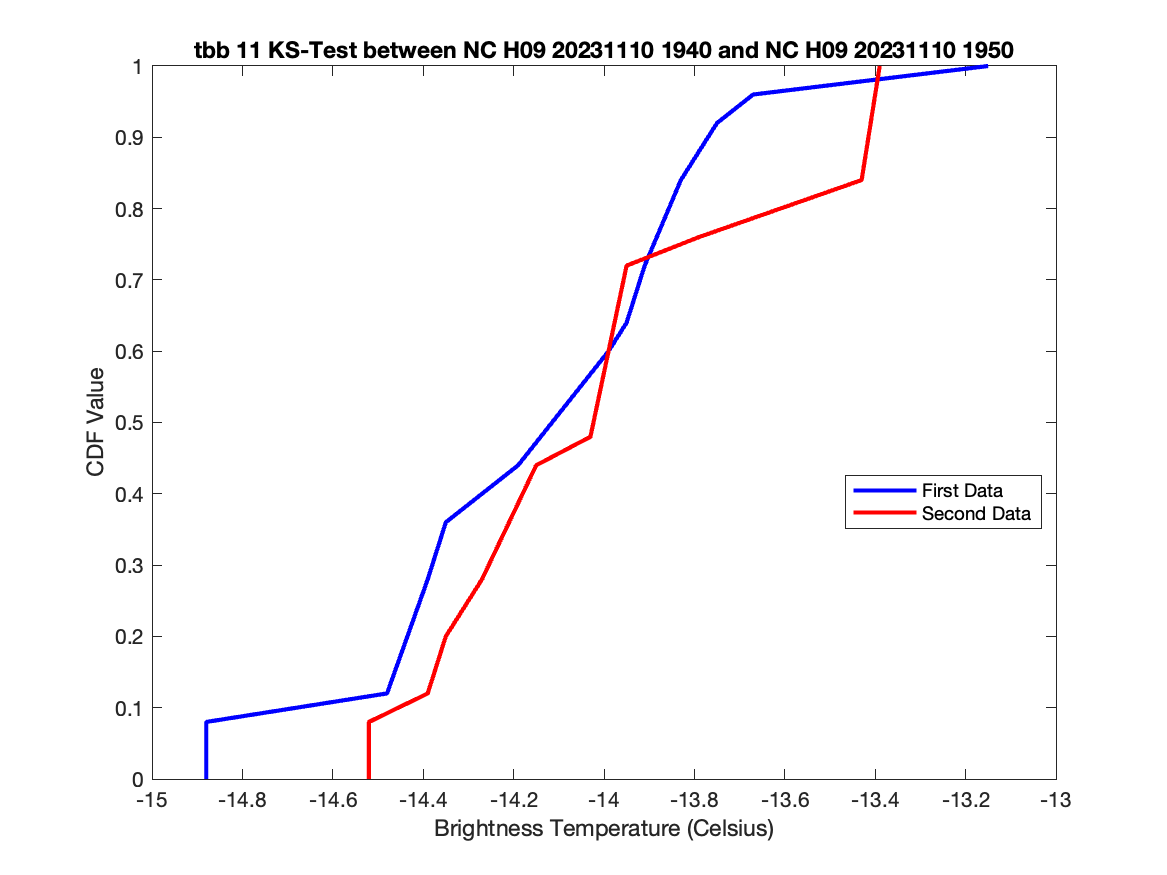 tbb 11 KS-Test between NC H09 20231110 1940 and NC H09 20231110 1950
1
0.9
0.8
0.7
0.6
0.5
0.4
0.3
0.2
0.1
0
CDF Value
First Data
Second Data
-15 -14.8 -14.6 -14.4 -14.2 -14 -13.8 -13.6 -13.4 -13.2 -13
Brightness Temperature (Celsius)